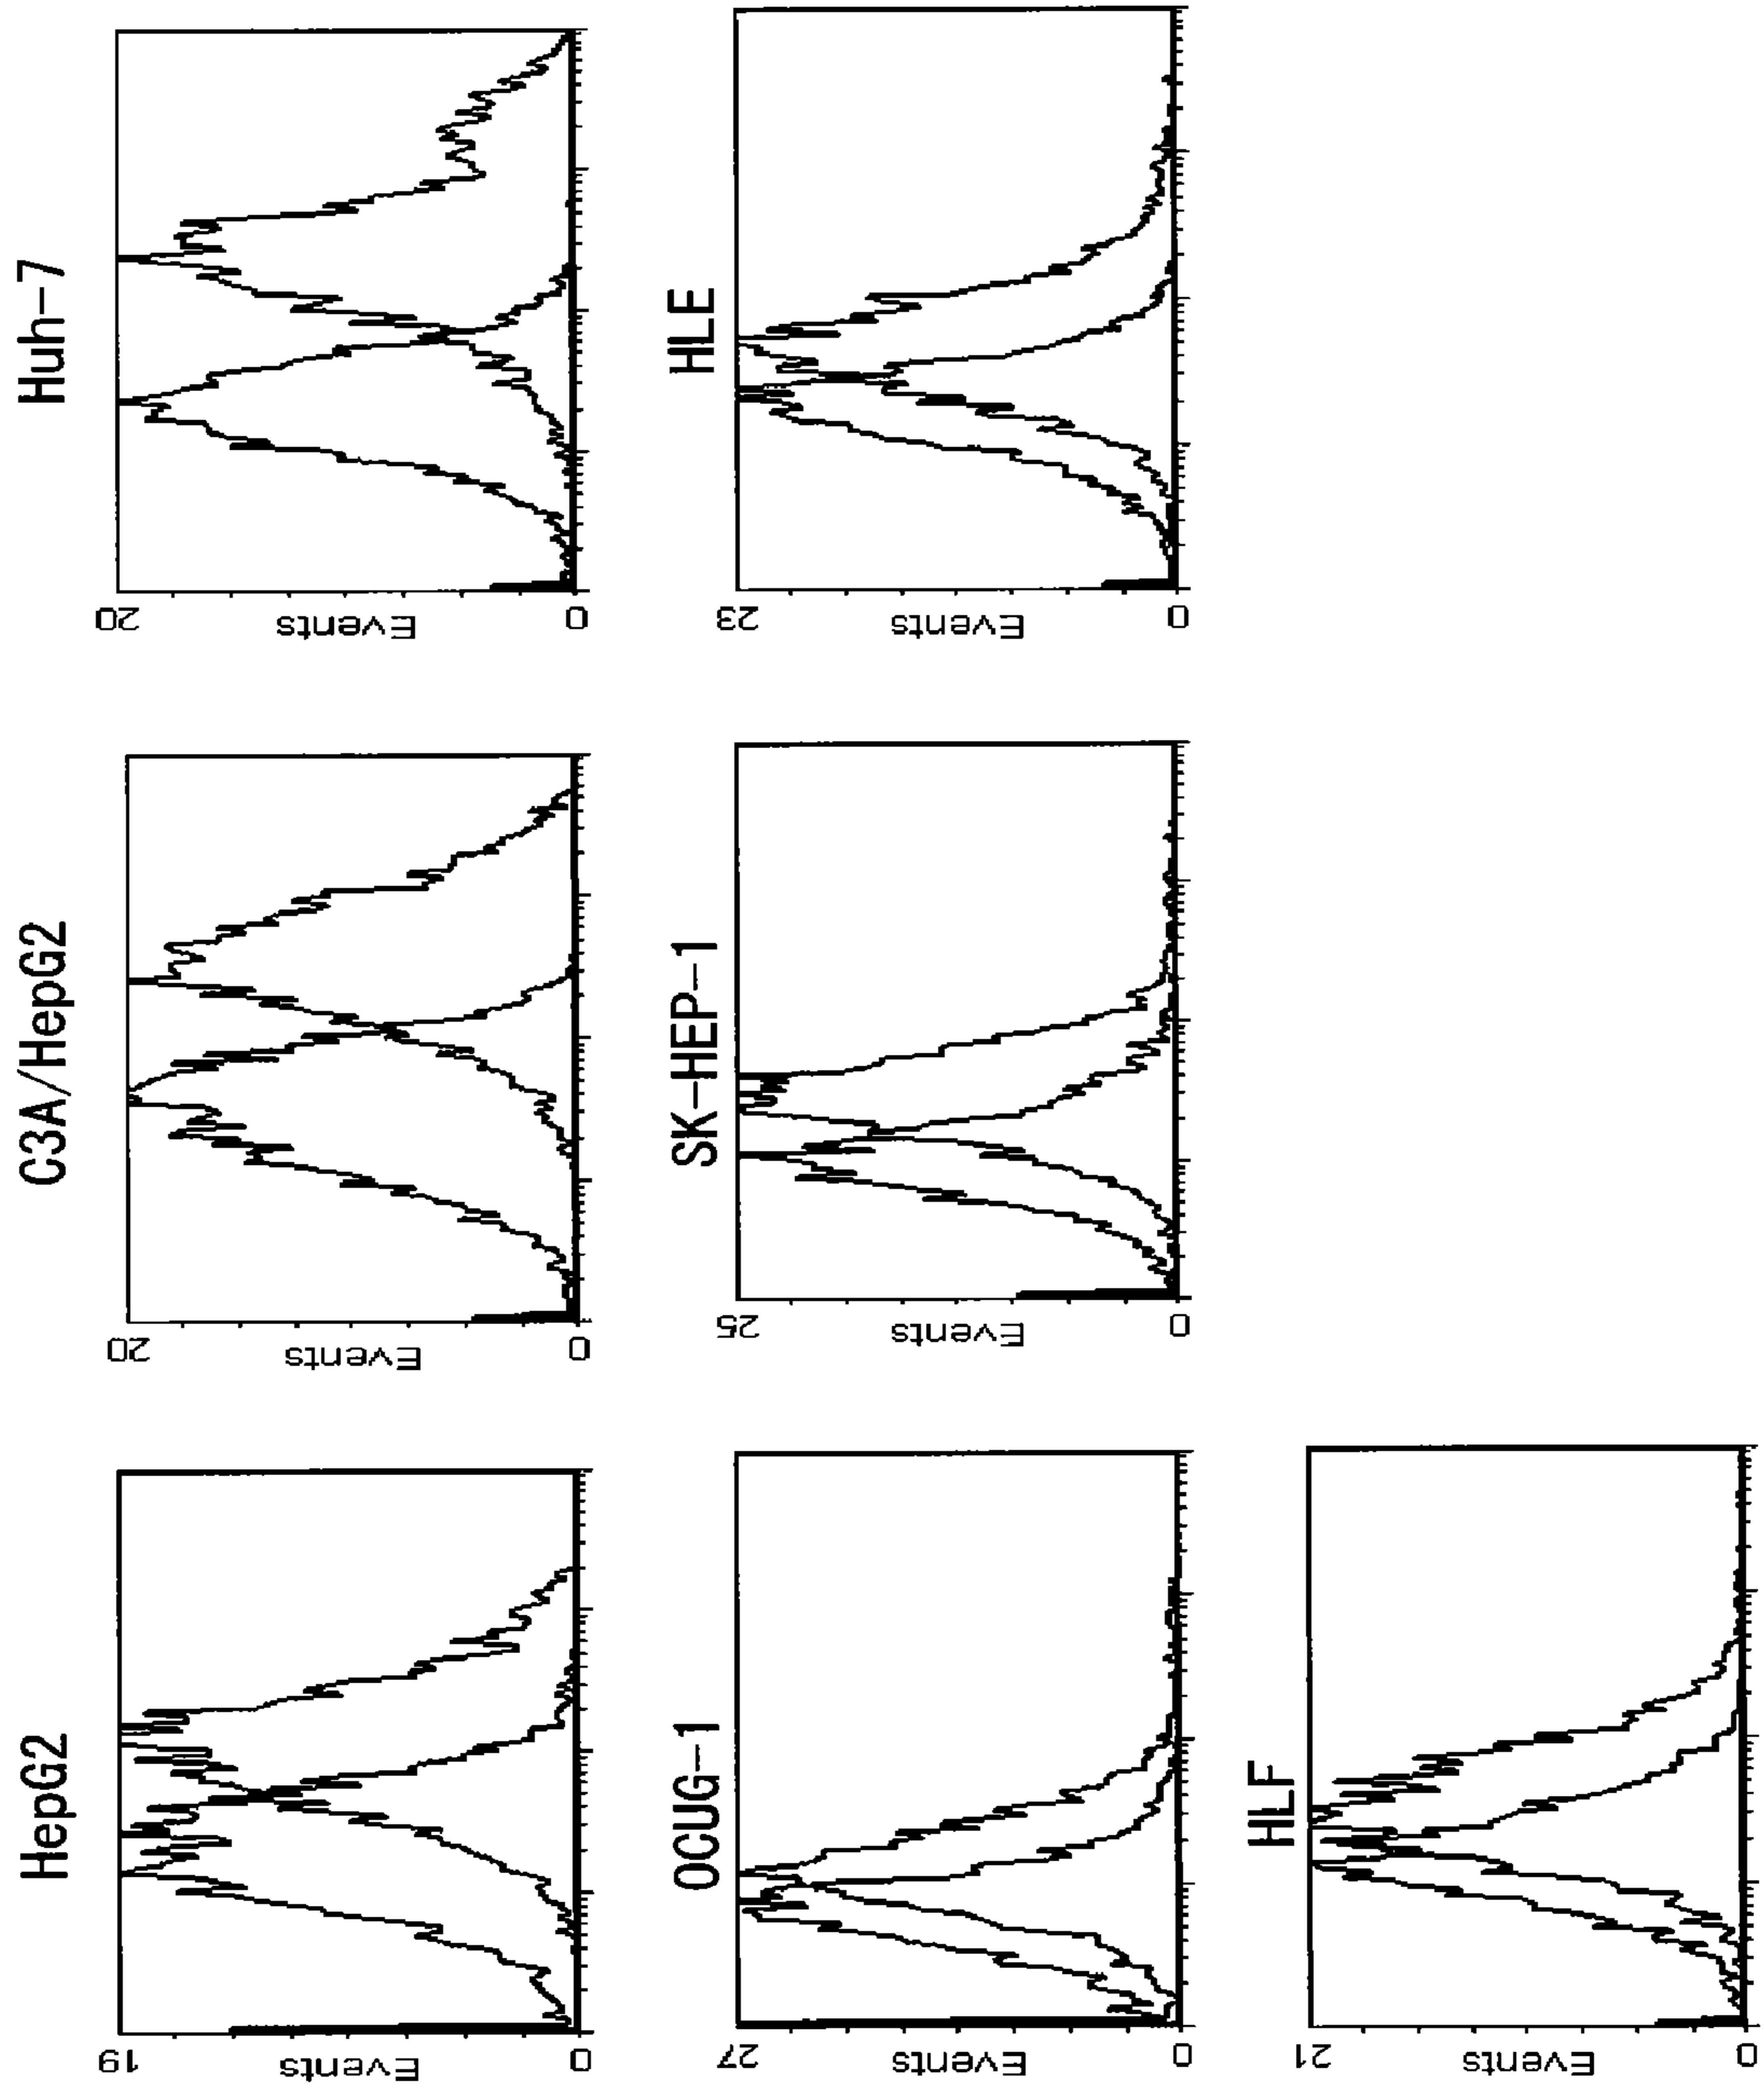 HepG2
19
Events
0
C3A/HepG2
20
Events
0
Huh-7
20
Events
0
OCUG-1
27
Events
0
SK-HEP-1
25
Events
0
HLE
23
Events
0
HLF
21
Events
0